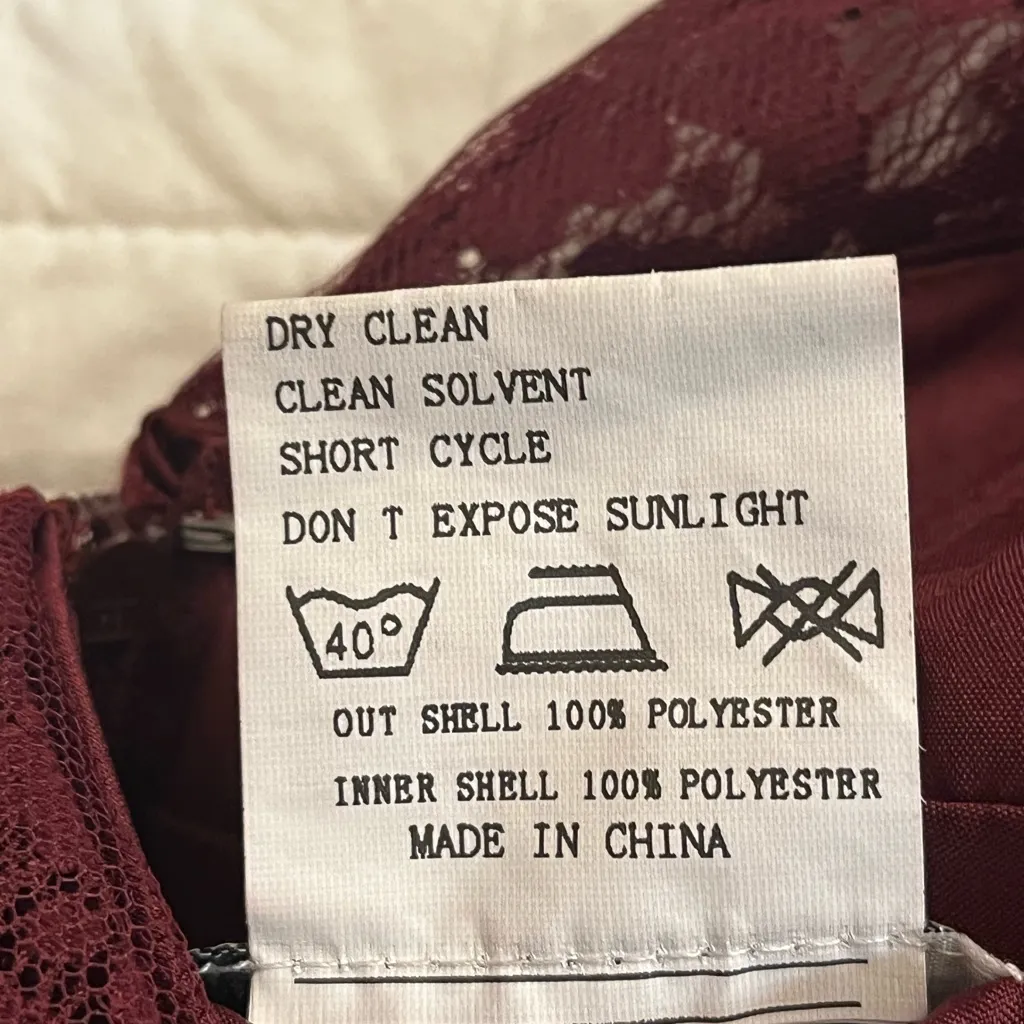 DRY CLEAN
CLEAN SOLVENT
SHORT CYCLE
DON T EXPOSE SUNLIGHT
40°
OUT SHELL 100% POLYESTER
INNER SHELL 100% POLYESTER
MADE IN CHINA